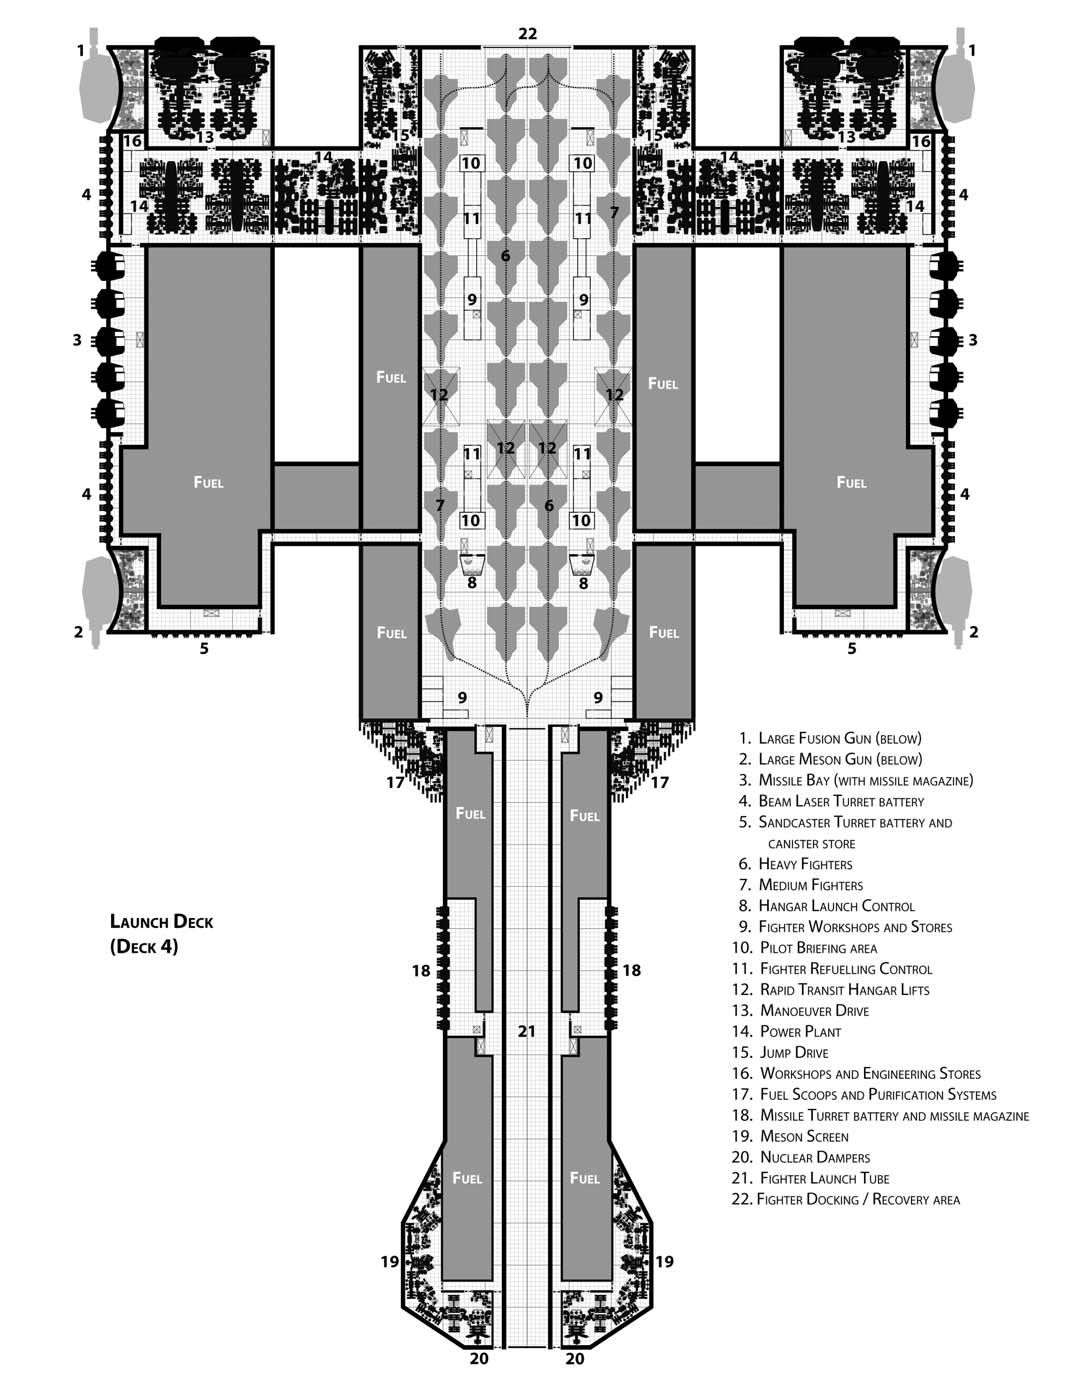 22
1
1
13
15
15
13
16
16
14
14
10
10
4
14
11
11
7
14
4
6
9
9
3
3
Fuel
Fuel
12
12
12
12
11
11
Fuel
Fuel
4
7
6
4
10
10
8
8
2
Fuel
Fuel
2
5
5
9
9
17
17
Fuel
Fuel
Launch Deck
(Deck 4)
18
18
21
Fuel
Fuel
19
19
20
20
1. Large Fusion Gun (below)
2. Large Meson Gun (below)
3. Missile Bay (with missile magazine)
4. Beam Laser Turret battery
5. Sandcaster Turret battery and
canister store
6. Heavy Fighters
7. Medium Fighters
8. Hangar Launch Control
9. Fighter Workshops and Stores
10. Pilot Briefing area
11. Fighter Refuelling Control
12. Rapid Transit Hangar Lifts
13. Manoeuver Drive
14. Power Plant
15. Jump Drive
16. Workshops and Engineering Stores
17. Fuel Scoops and Purification Systems
18. Missile Turret battery and missile magazine
19. Meson Screen
20. Nuclear Dampers
21. Fighter Launch Tube
22. Fighter Docking / Recovery area